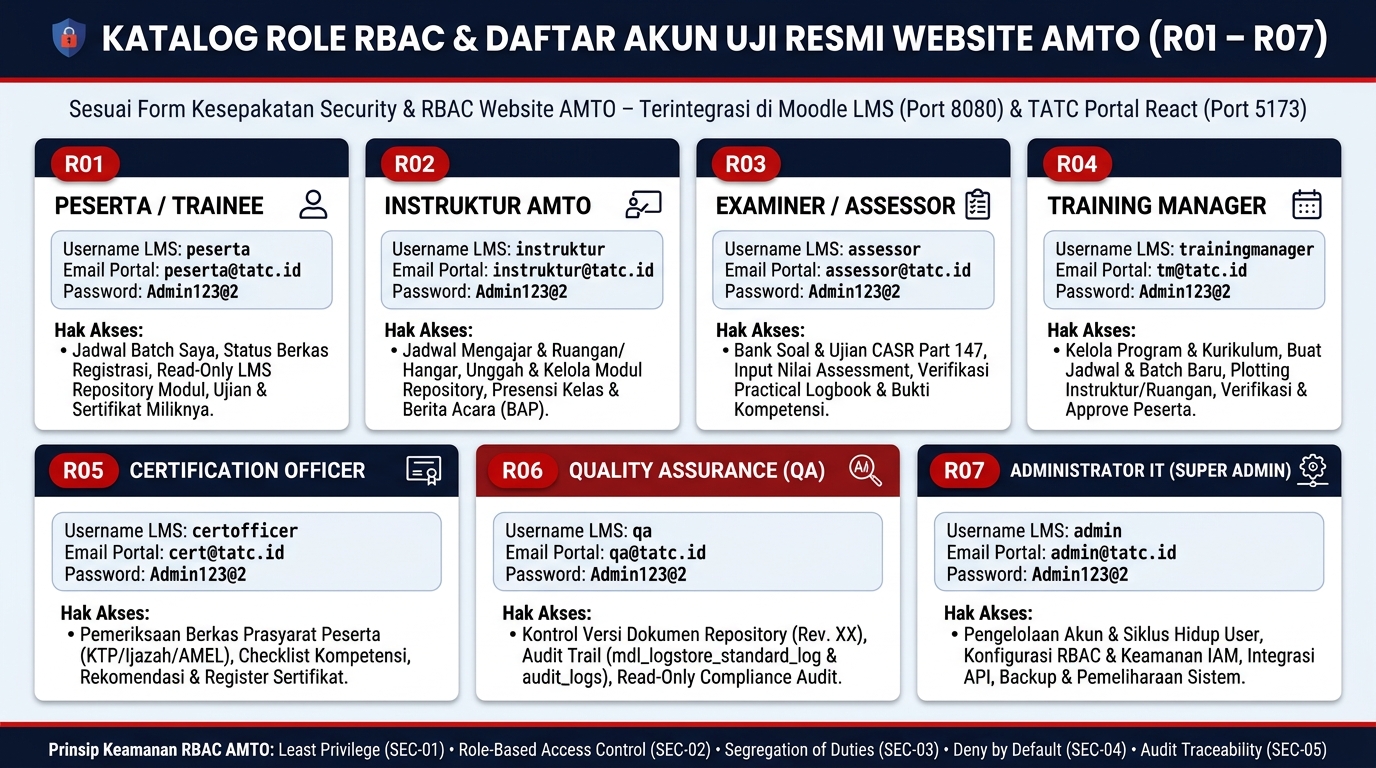 KATALOG ROLE RBAC & DAFTAR AKUN UJI RESMI WEBSITE AMTO (R01 – R07)
Sesuai Form Kesepakatan Security & RBAC Website AMTO – Terintegrasi di Moodle LMS (Port 8080) & TATC Portal React (Port 5173)
R01
PESERTA / TRAINEE
Username LMS: peserta
Email Portal: peserta@tatc.id
Password: Admin123@2
Hak Akses:
• Jadwal Batch Saya, Status Berkas
Registrasi, Read-Only LMS
Repository Modul, Ujian &
Sertifikat Miliknya.
R02
INSTRUKTUR AMTO
Username LMS: instruktur
Email Portal: instruktur@tatc.id
Password: Admin123@2
Hak Akses:
• Jadwal Mengajar & Ruangan/
Hangar, Unggah & Kelola Modul
Repository, Presensi Kelas &
Berita Acara (BAP).
R03
EXAMINER / ASSESSOR
Username LMS: assessor
Email Portal: assessor@tatc.id
Password: Admin123@2
Hak Akses:
• Bank Soal & Ujian CASR Part 147,
Input Nilai Assessment, Verifikasi
Practical Logbook & Bukti
Kompetensi.
R04
TRAINING MANAGER
Username LMS: trainingmanager
Email Portal: tm@tatc.id
Password: Admin123@2
Hak Akses:
• Kelola Program & Kurikulum, Buat
Jadwal & Batch Baru, Plotting
Instruktur/Ruangan, Verifikasi &
Approve Peserta.
R05 CERTIFICATION OFFICER
Username LMS: certofficer
Email Portal: cert@tatc.id
Password: Admin123@2
Hak Akses:
• Pemeriksaan Berkas Prasyarat Peserta
(KTP/Ijazah/AMEL), Checklist Kompetensi,
Rekomendasi & Register Sertifikat.
R06 QUALITY ASSURANCE (QA)
Username LMS: qa
Email Portal: qa@tatc.id
Password: Admin123@2
Hak Akses:
• Kontrol Versi Dokumen Repository (Rev. XX),
Audit Trail (mdl_logstore_standard_log &
audit_logs), Read-Only Compliance Audit.
R07 ADMINISTRATOR IT (SUPER ADMIN)
Username LMS: admin
Email Portal: admin@tatc.id
Password: Admin123@2
Hak Akses:
• Pengelolaan Akun & Siklus Hidup User,
Konfigurasi RBAC & Keamanan IAM, Integrasi
API, Backup & Pemeliharaan Sistem.
Prinsip Keamanan RBAC AMTO: Least Privilege (SEC-01) • Role-Based Access Control (SEC-02) • Segregation of Duties (SEC-03) • Deny by Default (SEC-04) • Audit Traceability (SEC-05)